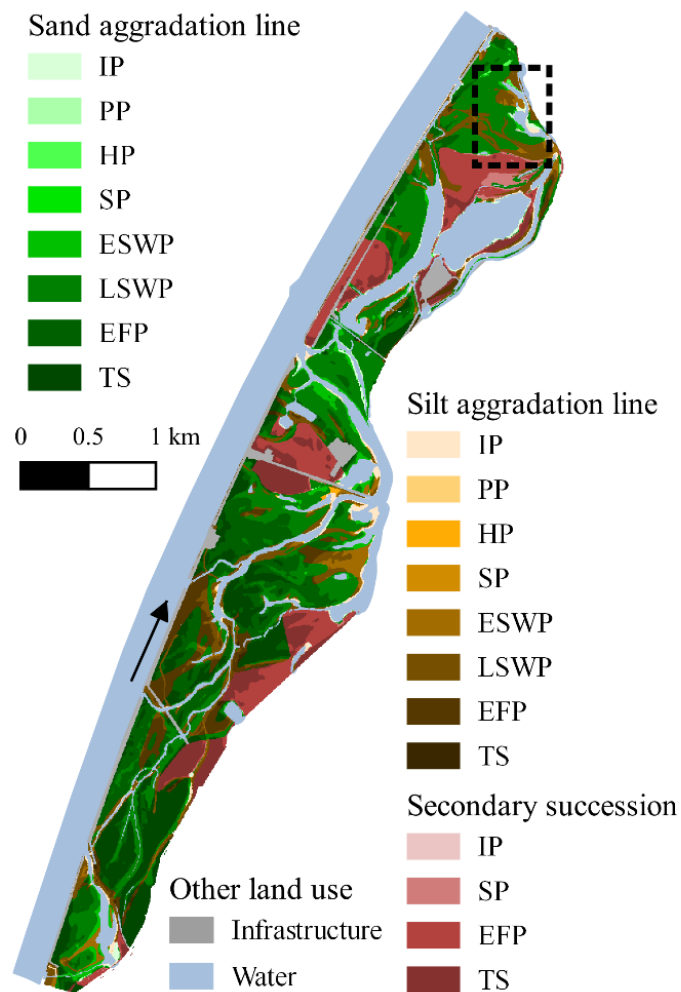 Sand aggradation line
IP
PP
HP
SP
ESWP
LSWP
EFP
TS
0 0.5 1 km
Silt aggradation line
IP
PP
HP
SP
ESWP
LSWP
EFP
TS
Secondary succession
IP
SP
EFP
TS
Other land use
Infrastructure
Water